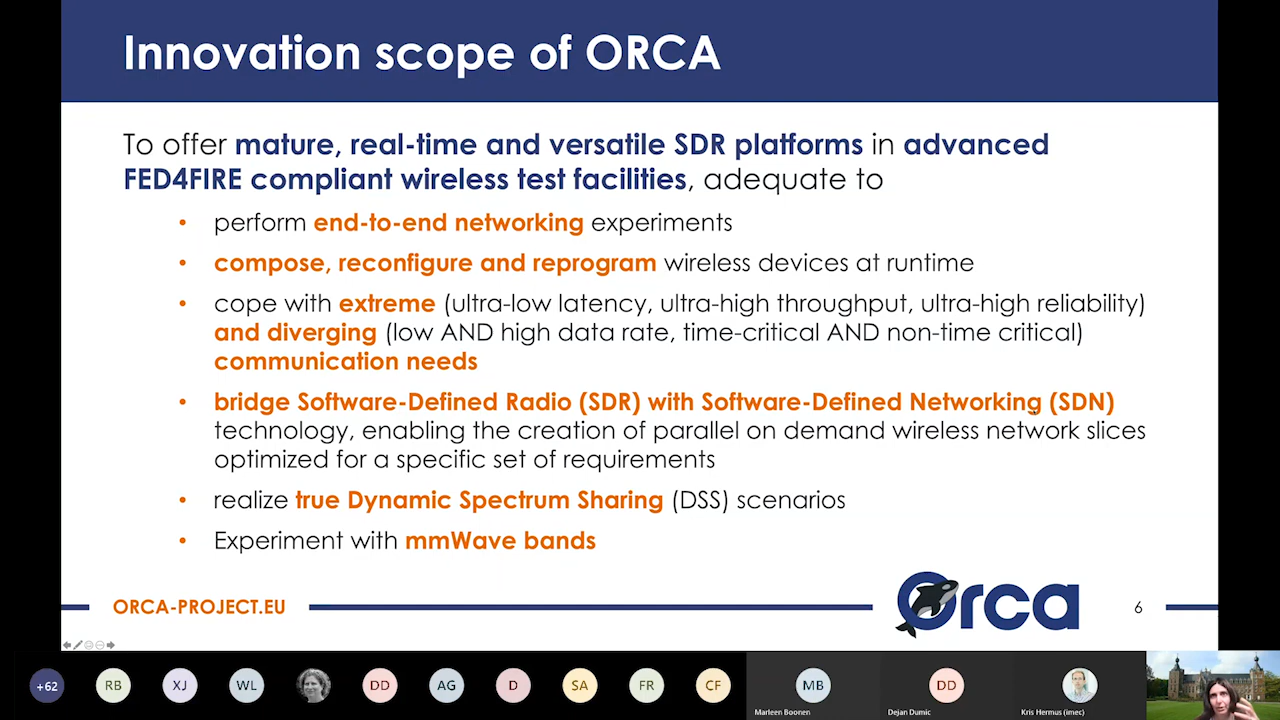 Innovation scope of ORCA
To offer mature, real-time and versatile SDR platforms in advanced
FED4FIRE compliant wireless test facilities, adequate to
• perform end-to-end networking experiments
• compose, reconfigure and reprogram wireless devices at runtime
• cope with extreme (ultra-low latency, ultra-high throughput, ultra-high reliability)
and diverging (low AND high data rate, time-critical AND non-time critical)
communication needs
• bridge Software-Defined Radio (SDR) with Software-Defined Networking (SDN)
technology, enabling the creation of parallel on demand wireless network slices
optimized for a specific set of requirements
• realize true Dynamic Spectrum Sharing (DSS) scenarios
• Experiment with mmWave bands
ORCA-PROJECT.EU
Orca
6
+62 RB XJ WL DD AG D SA FR CF MB DD
Marleen Boonen Dejan Dumic Kris Hermus (imec)